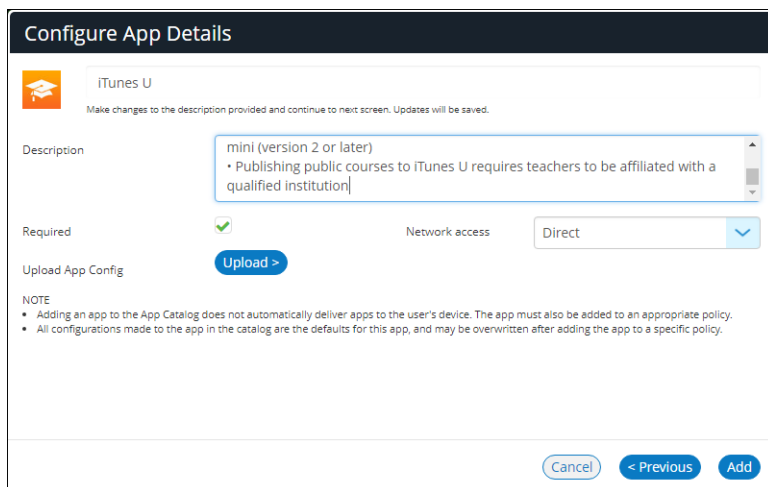 Configure App Details
iTunes U
Make changes to the description provided and continue to next screen. Updates will be saved.
Description
mini (version 2 or later)
• Publishing public courses to iTunes U requires teachers to be affiliated with a
qualified institution
Required
Network access
Direct
Upload App Config
Upload >
NOTE
• Adding an app to the App Catalog does not automatically deliver apps to the user's device. The app must also be added to an appropriate policy.
• All configurations made to the app in the catalog are the defaults for this app, and may be overwritten after adding the app to a specific policy.
Cancel
< Previous
Add